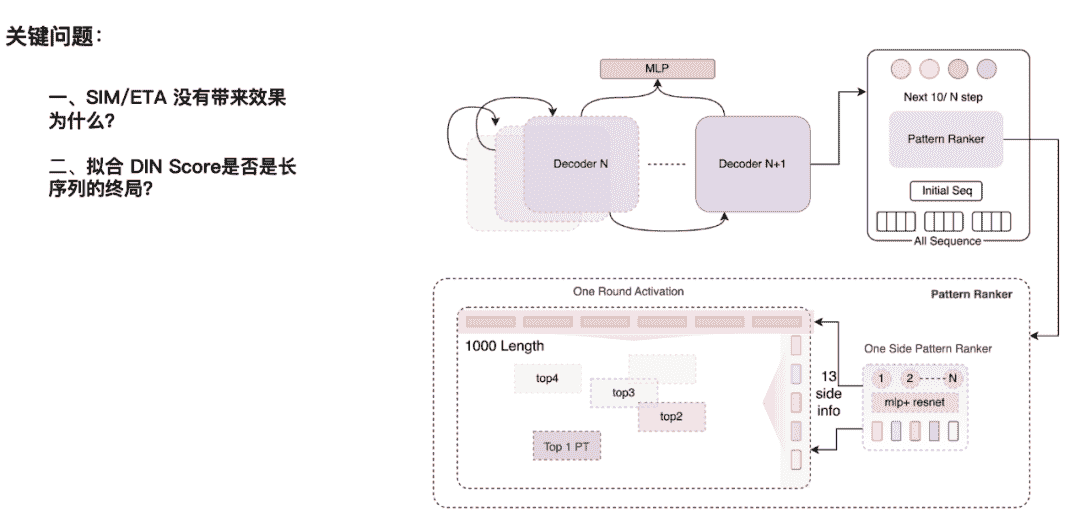 关键问题：
一、SIM/ETA 没有带来效果
为什么？
二、拟合 DIN Score是否是长
序列的终局？
MLP
Decoder N
Decoder N+1
Next 10/ N step
Pattern Ranker
Initial Seq
All Sequence
One Round Activation
Pattern Ranker
1000 Length
top4
top3
top2
Top 1 PT
13
side
info
One Side Pattern Ranker
1
2
N
mlp+ resnet